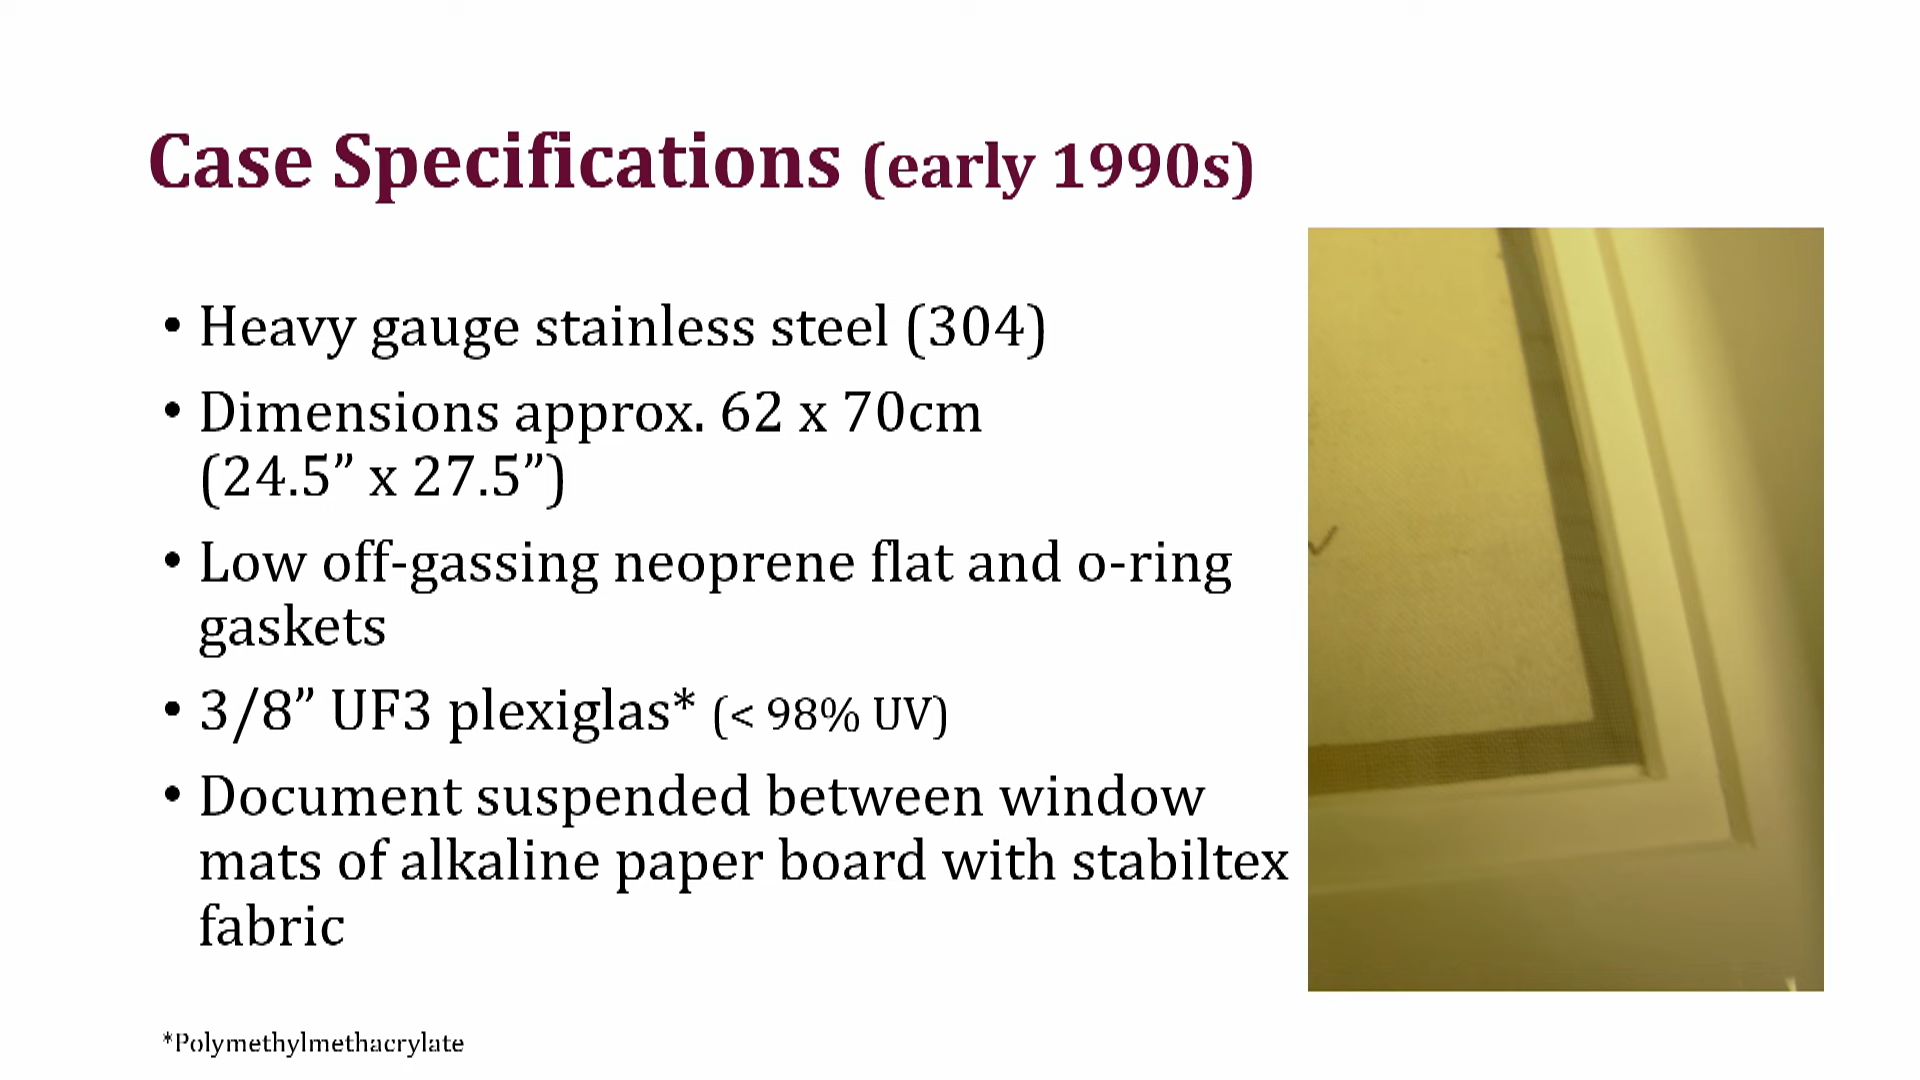 Case Specifications (early 1990s)
• Heavy gauge stainless steel (304)
• Dimensions approx. 62 x 70cm
(24.5” x 27.5”)
• Low off-gassing neoprene flat and o-ring
gaskets
• 3/8” UF3 plexiglas* (< 98% UV)
• Document suspended between window
mats of alkaline paper board with stabiltex
fabric
*Polymethylmethacrylate